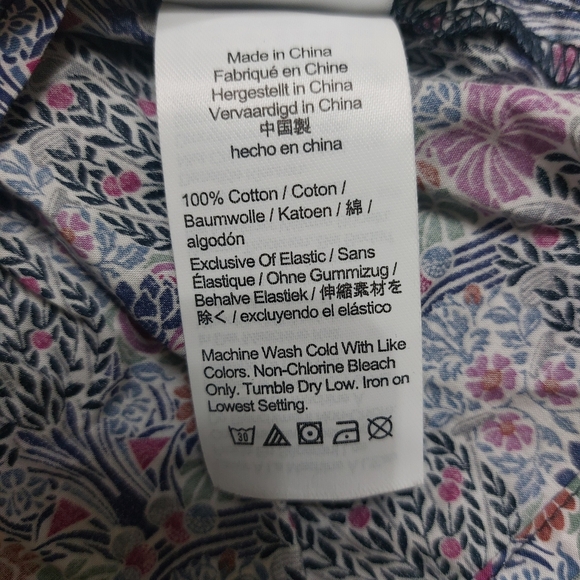 Made in China
Fabriqué en Chine
Hergestellt in China
Vervaardigd in China
中国製
hecho en china
100% Cotton / Coton /
Baumwolle / Katoen / 綿 /
algodón
Exclusive Of Elastic / Sans
Élastique / Ohne Gummizug /
Behalve Elastiek / 伸縮素材を
除く / excluyendo el elástico
Machine Wash Cold With Like
Colors. Non-Chlorine Bleach
Only. Tumble Dry Low. Iron on
Lowest Setting.
30